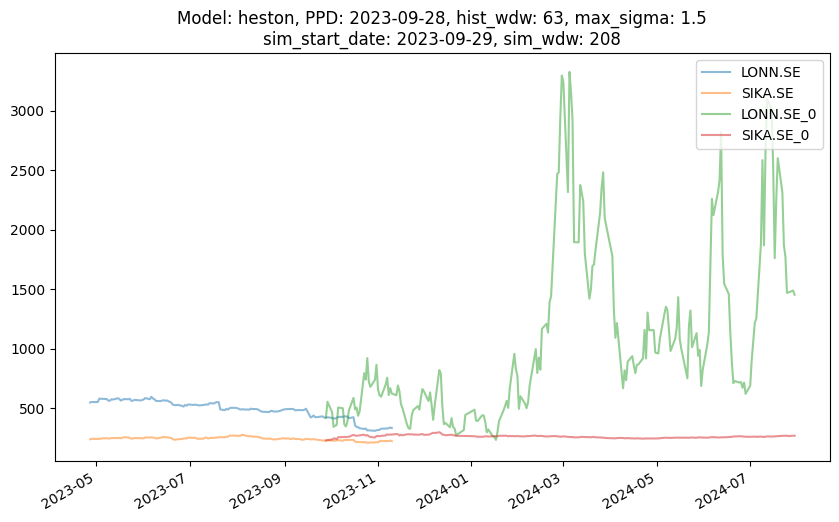 Model: heston, PPD: 2023-09-28, hist_wdw: 63, max_sigma: 1.5
sim_start_date: 2023-09-29, sim_wdw: 208
LONN.SE
SIKA.SE
LONN.SE_0
SIKA.SE_0
3000
2500
2000
1500
1000
500
2023-05
2023-07
2023-09
2023-11
2024-01
2024-03
2024-05
2024-07